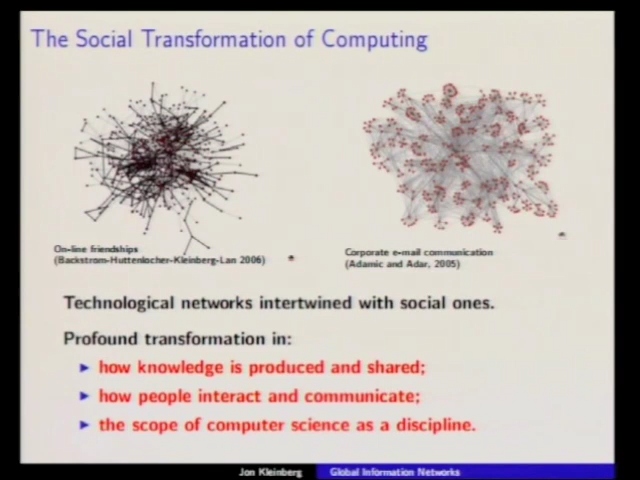 The Social Transformation of Computing
On-line friendships
(Backstrom-Huttenlocher-Kleinberg-Lan 2006)
Corporate e-mail communication
(Adamic and Adar, 2005)
Technological networks intertwined with social ones.
Profound transformation in:
how knowledge is produced and shared;
how people interact and communicate;
the scope of computer science as a discipline.
Jon Kleinberg
Global Information Networks